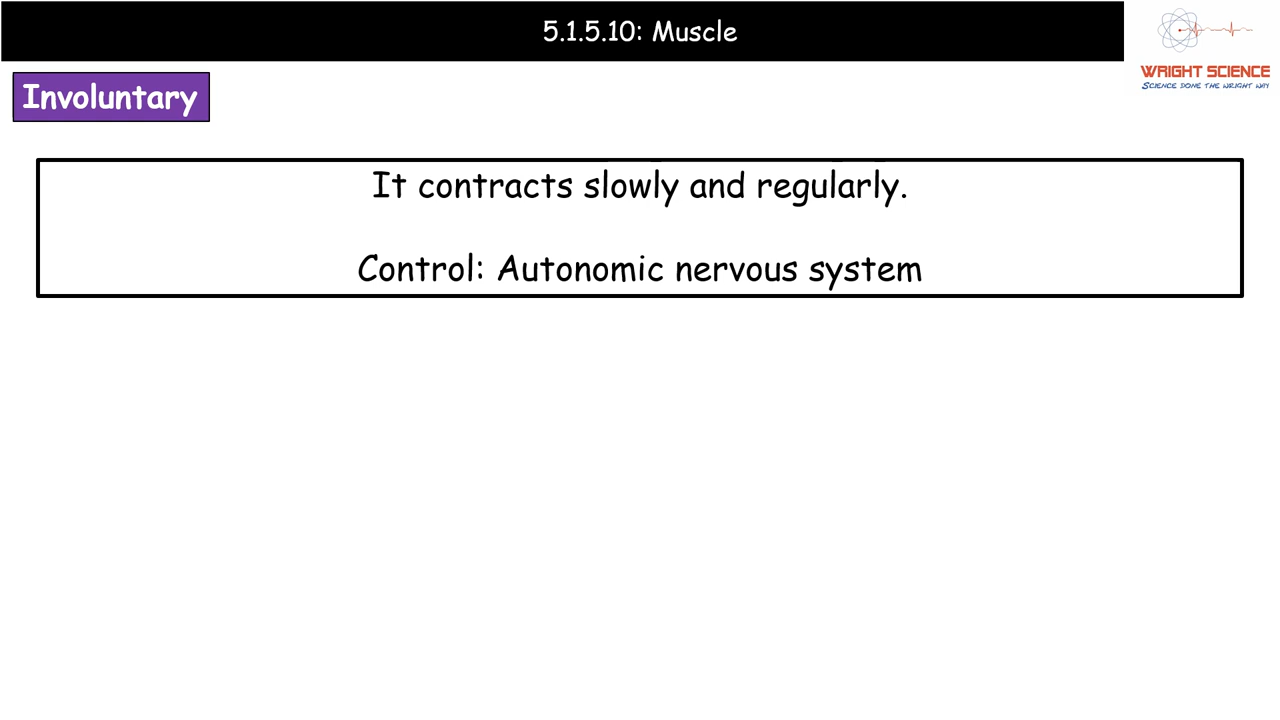 5.1.5.10: Muscle
WRIGHT SCIENCE
SCIENCE DONE THE WRIGHT WAY
Involuntary
It contracts slowly and regularly.
Control: Autonomic nervous system